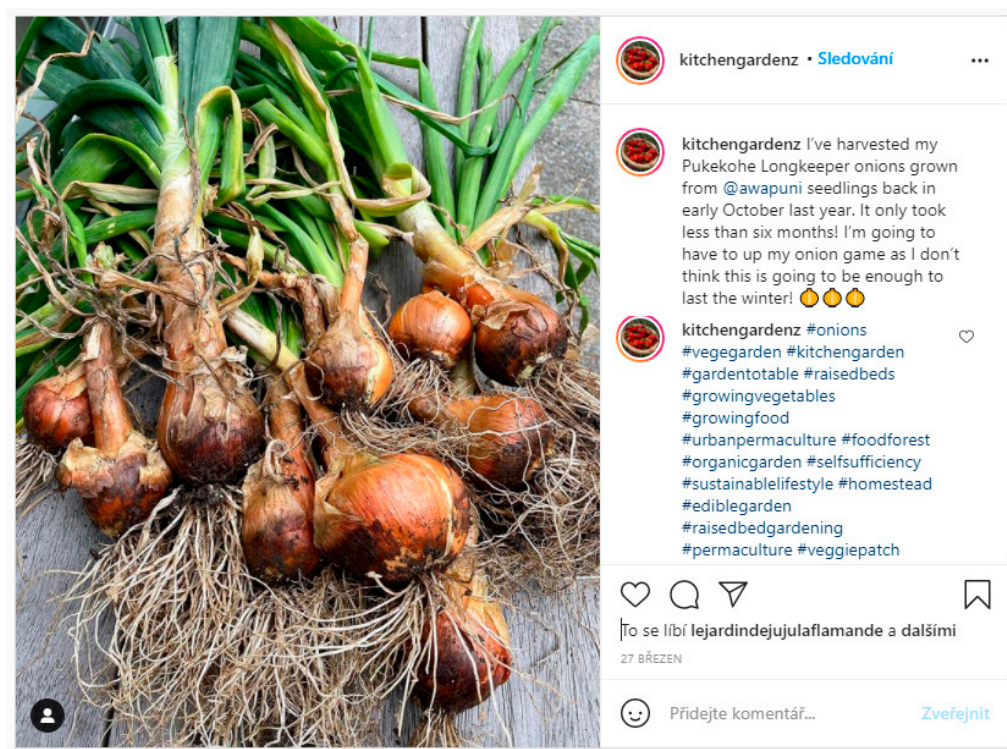 kitchengardenz • Sledování
kitchengardenz I've harvested my
Pukekohe Longkeeper onions grown
from @awapuni seedlings back in
early October last year. It only took
less than six months! I'm going to
have to up my onion game as I don't
think this is going to be enough to
last the winter!
kitchengardenz #onions
#vegegarden #kitchengarden
#gardentotable #raisedbeds
#growingvegetables
#growingfood
#urbanpermaculture #foodforest
#organicgarden #selfsufficiency
#sustainablelifestyle #homestead
#ediblegarden
#raisedbedgardening
#permaculture #veggiepatch
To se líbí lejardindejujulaflamande a dalšími
27 BŘEZEN
Přidejte komentář... Zveřejnit